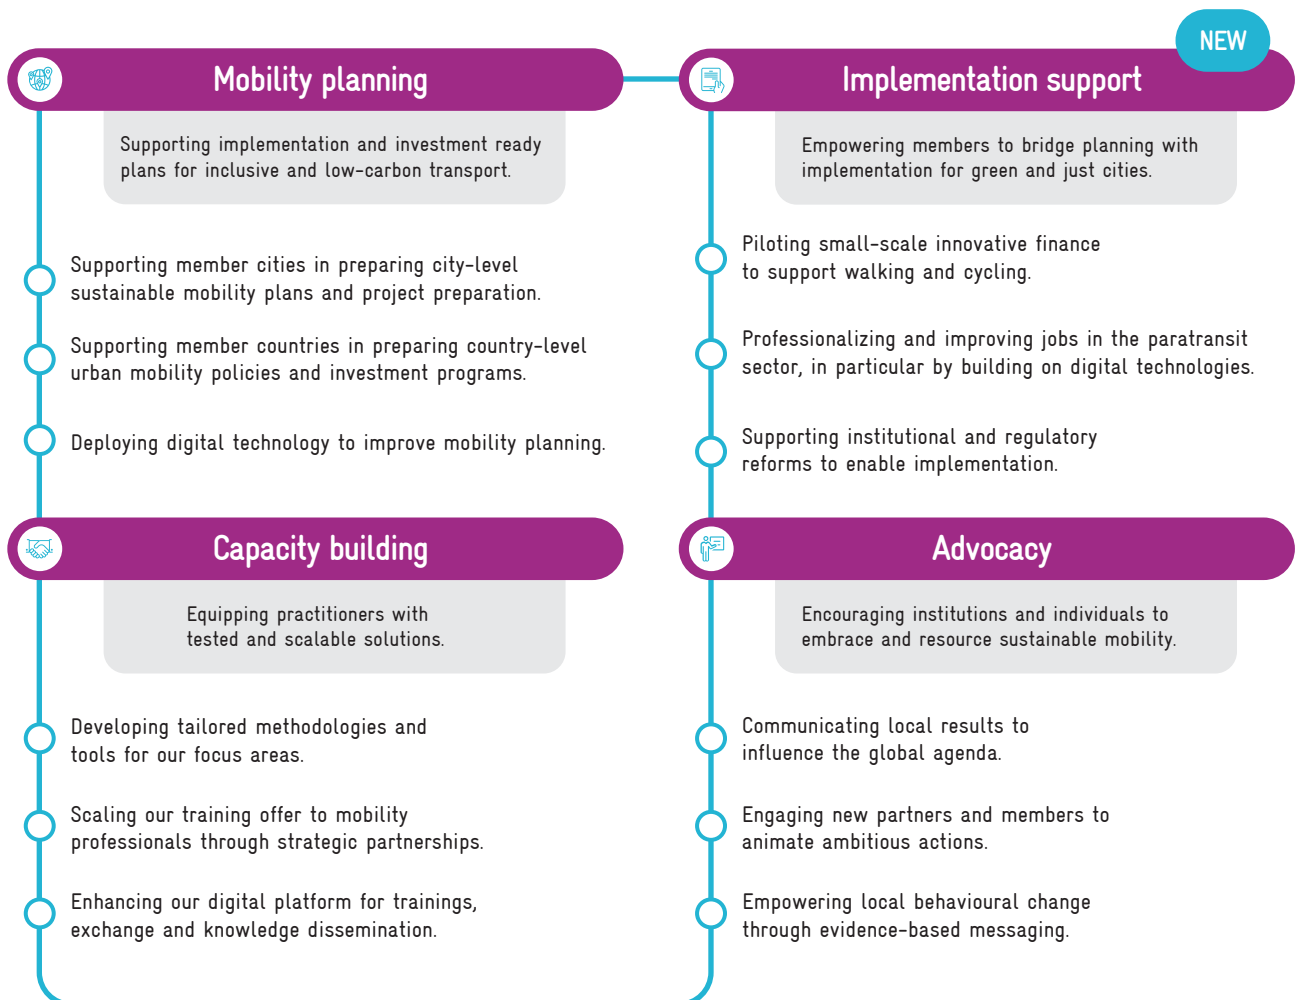 Mobility planning
Supporting implementation and investment ready
plans for inclusive and low-carbon transport.
Supporting member cities in preparing city-level
sustainable mobility plans and project preparation.
Supporting member countries in preparing country-level
urban mobility policies and investment programs.
Deploying digital technology to improve mobility planning.
NEW
Implementation support
Empowering members to bridge planning with
implementation for green and just cities.
Piloting small-scale innovative finance
to support walking and cycling.
Professionalizing and improving jobs in the paratransit
sector, in particular by building on digital technologies.
Supporting institutional and regulatory
reforms to enable implementation.
Capacity building
Equipping practitioners with
tested and scalable solutions.
Developing tailored methodologies and
tools for our focus areas.
Scaling our training offer to mobility
professionals through strategic partnerships.
Enhancing our digital platform for trainings,
exchange and knowledge dissemination.
Advocacy
Encouraging institutions and individuals to
embrace and resource sustainable mobility.
Communicating local results to
influence the global agenda.
Engaging new partners and members to
animate ambitious actions.
Empowering local behavioural change
through evidence-based messaging.